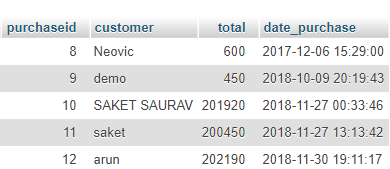 purchaseid customer total date_purchase
8 Neovic 600 2017-12-06 15:29:00
9 demo 450 2018-10-09 20:19:43
10 SAKET SAURAV 201920 2018-11-27 00:33:46
11 saket 200450 2018-11-27 13:13:42
12 arun 202190 2018-11-30 19:11:17